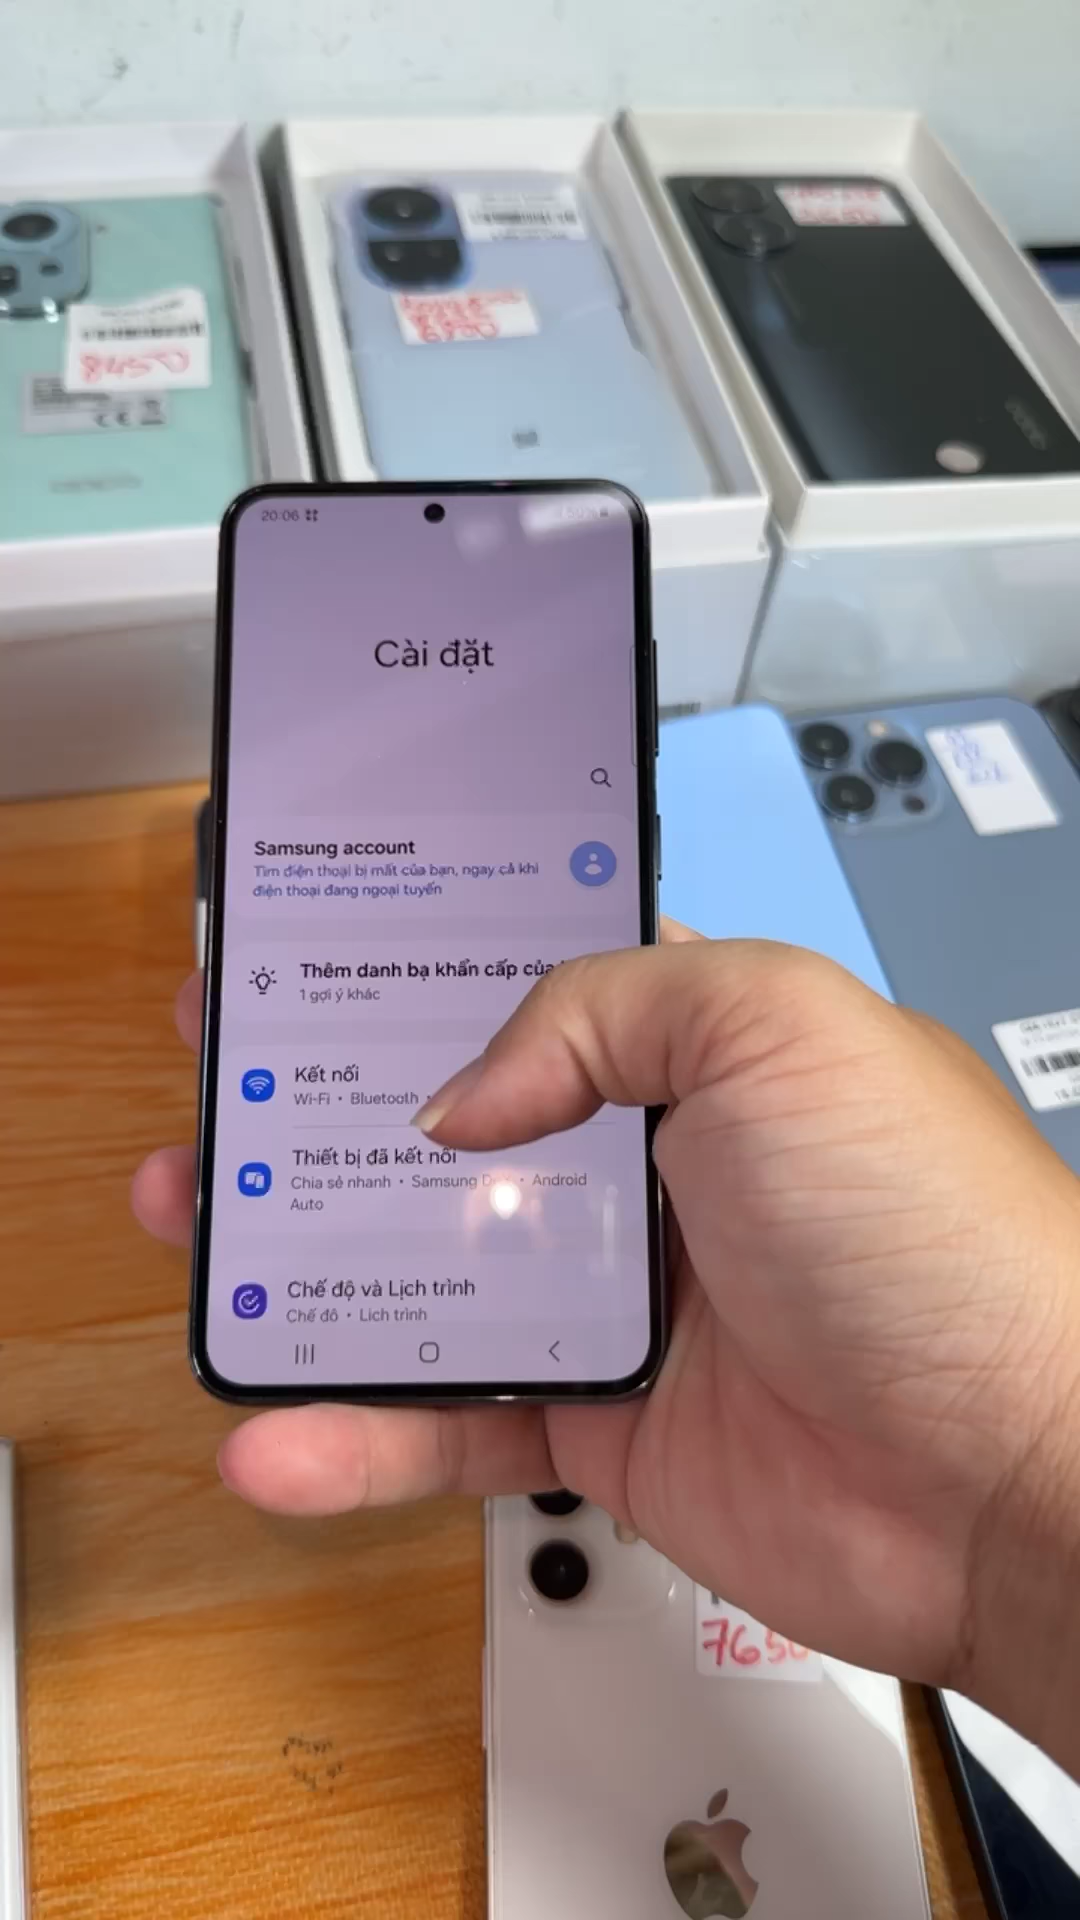 8450
20:06
Cài đặt
Samsung account
Tìm điện thoại bị mất của bạn, ngay cả khi
điện thoại đang ngoại tuyến
Thêm danh bạ khẩn cấp của
1 gợi ý khác
Kết nối
Wi-Fi • Bluetooth •
Thiết bị đã kết nối
Chia sẻ nhanh • Samsung • Android
Auto
Chế độ và Lịch trình
Chế độ • Lịch trình
7650